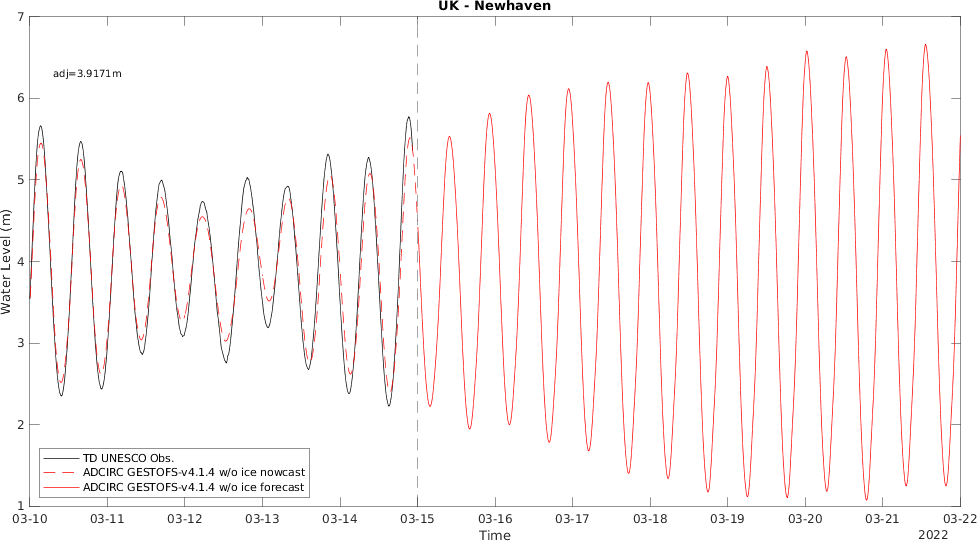 UK - Newhaven
7
adj=3.9171m
6
5
4
Water Level (m)
3
2
TD UNESCO Obs.
ADCIRC GESTOFS-v4.1.4 w/o ice nowcast
ADCIRC GESTOFS-v4.1.4 w/o ice forecast
1
03-10 03-11 03-12 03-13 03-14 03-15 03-16 03-17 03-18 03-19 03-20 03-21 03-22
Time
2022